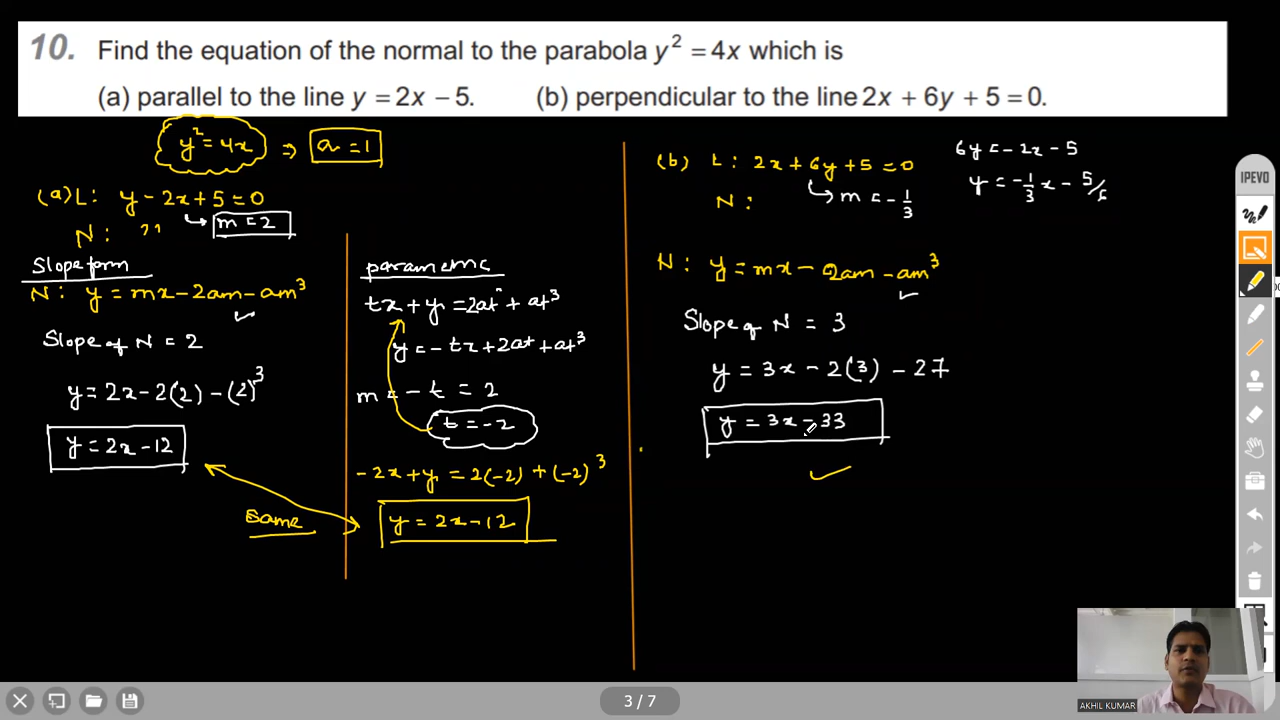 10. Find the equation of the normal to the parabola y² = 4x which is
(a) parallel to the line y = 2x − 5. (b) perpendicular to the line 2x + 6y + 5 = 0.
y² = 4x ⇒ a = 1
(a) L: y - 2x + 5 = 0
m = 2
N: ״
Slope form
N: y = mx - 2am - am³
Slope of N = 2
y = 2x - 2(2) - (2)³
y = 2x - 12
Same
parametric
tx + y = 2at + at³
y = - tx + 2at + at³
m = - t = 2
t = -2
-2x + y = 2(-2) + (-2)³
y = 2x - 12
(b) L: 2x + 6y + 5 = 0
m = -1/3
N:
6y = - 2x - 5
y = -1/3 x - 5/6
N: y = mx - 2am - am³
Slope of N = 3
y = 3x - 2(3) - 27
y = 3x - 33
IPEVO
3 / 7
AKHIL KUMAR